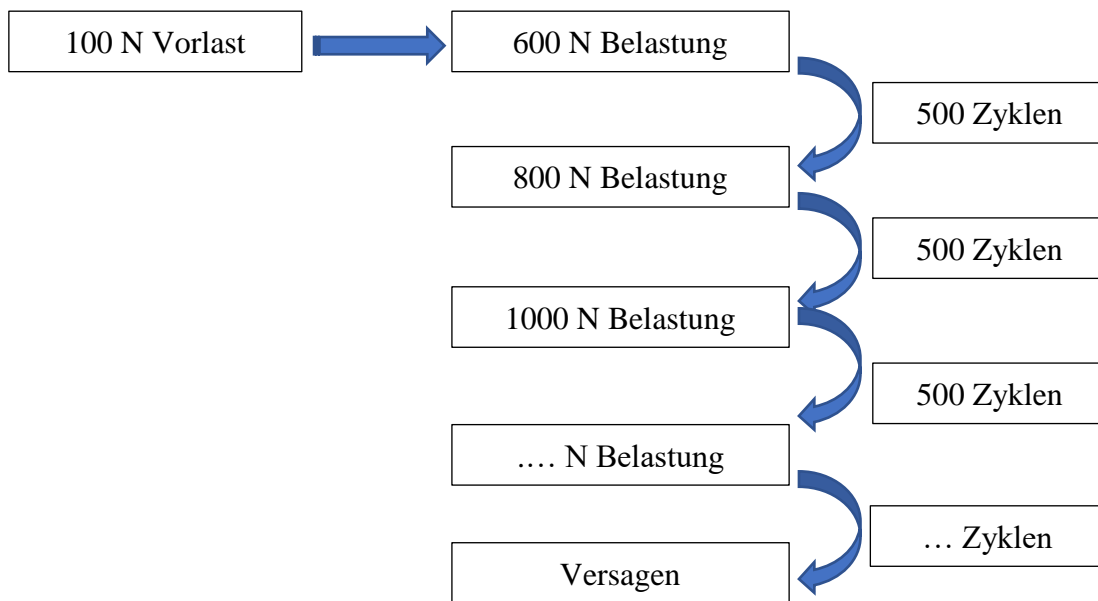 100 N Vorlast
600 N Belastung
500 Zyklen
800 N Belastung
500 Zyklen
1000 N Belastung
500 Zyklen
.… N Belastung
… Zyklen
Versagen